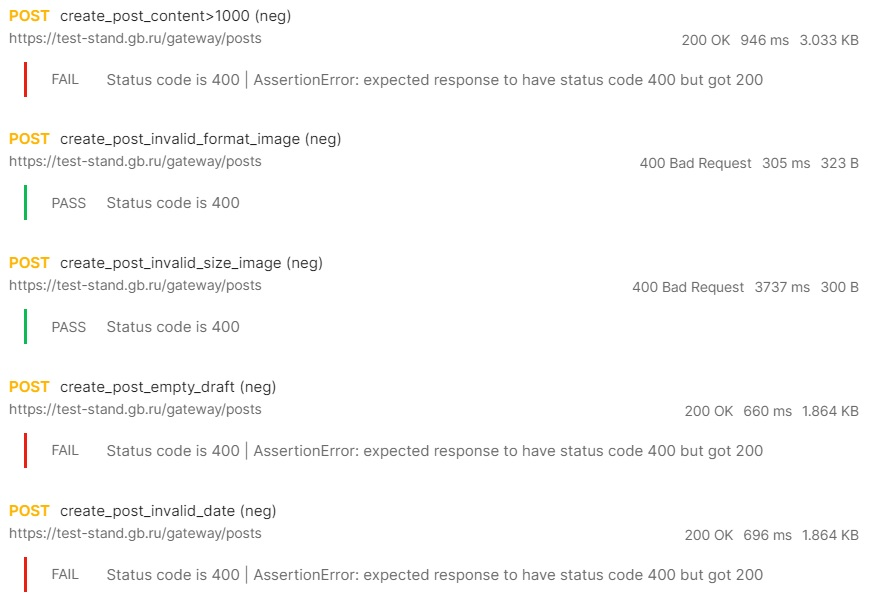 POST create_post_content>1000 (neg)
https://test-stand.gb.ru/gateway/posts 200 OK 946 ms 3.033 KB
FAIL Status code is 400 | AssertionError: expected response to have status code 400 but got 200
POST create_post_invalid_format_image (neg)
https://test-stand.gb.ru/gateway/posts 400 Bad Request 305 ms 323 B
PASS Status code is 400
POST create_post_invalid_size_image (neg)
https://test-stand.gb.ru/gateway/posts 400 Bad Request 3737 ms 300 B
PASS Status code is 400
POST create_post_empty_draft (neg)
https://test-stand.gb.ru/gateway/posts 200 OK 660 ms 1.864 KB
FAIL Status code is 400 | AssertionError: expected response to have status code 400 but got 200
POST create_post_invalid_date (neg)
https://test-stand.gb.ru/gateway/posts 200 OK 696 ms 1.864 KB
FAIL Status code is 400 | AssertionError: expected response to have status code 400 but got 200